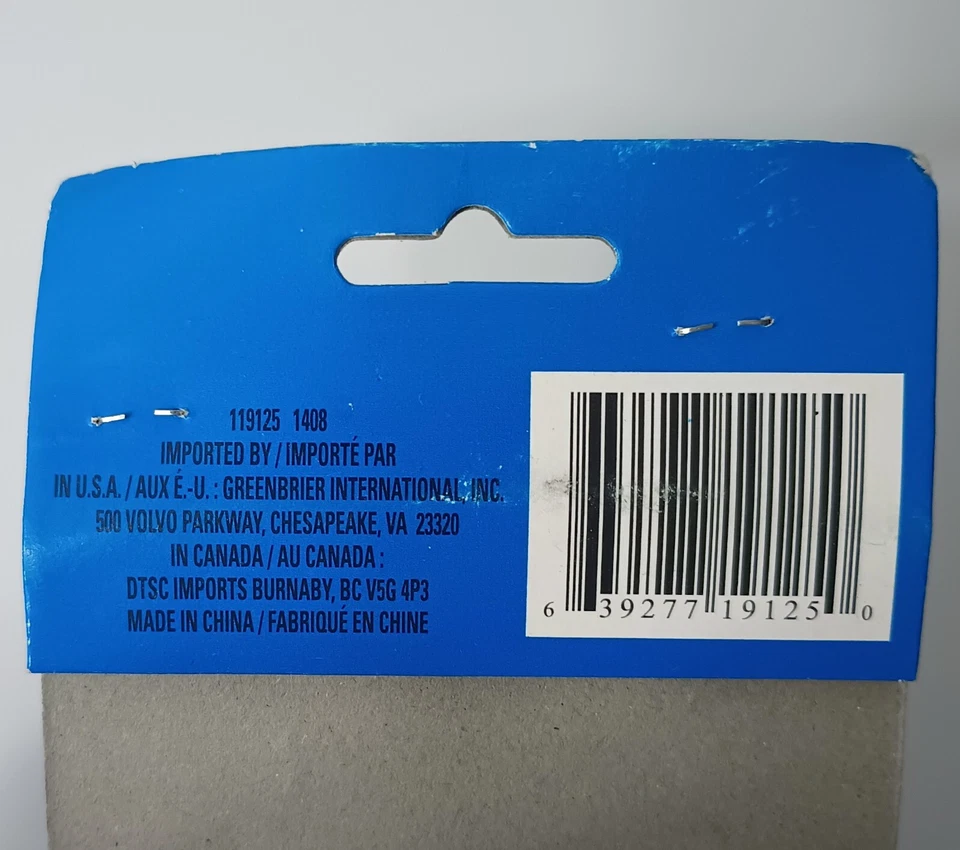 119125 1408
IMPORTED BY / IMPORTÉ PAR
IN U.S.A. / AUX É.-U. : GREENBRIER INTERNATIONAL, INC.
500 VOLVO PARKWAY, CHESAPEAKE, VA 23320
IN CANADA / AU CANADA :
DTSC IMPORTS BURNABY, BC V5G 4P3
MADE IN CHINA / FABRIQUÉ EN CHINE
6 39277 19125 0